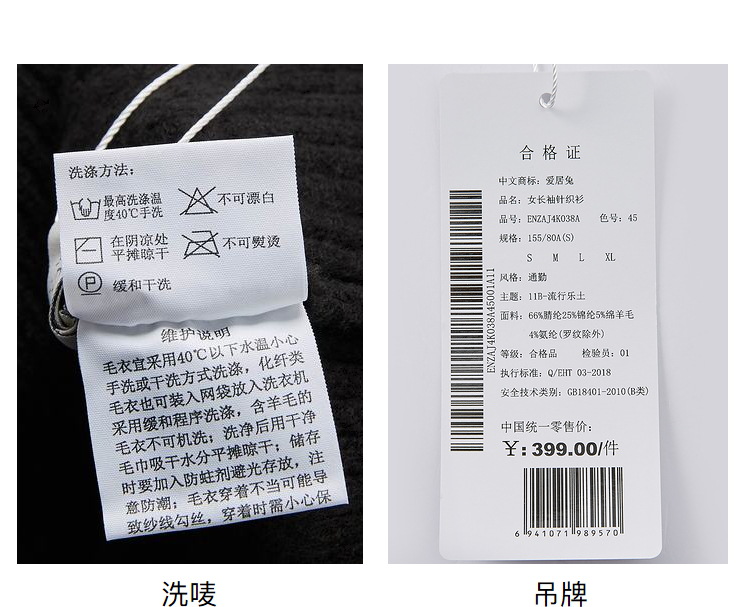 洗涤方法：
最高洗涤温
度40℃手洗
不可漂白
在阴凉处
平摊晾干
不可熨烫
P
缓和干洗
维护说明
毛衣宜采用40℃以下水温小心
手洗或干洗方式洗涤，化纤类
毛衣也可装入网袋放入洗衣机
采用缓和程序洗涤，含羊毛的
毛衣不可机洗；洗净后用干净
毛巾吸干水分平摊晾干；储存
时要加入防蛀剂避光存放，注
意防潮；毛衣穿着不当可能导
致纱线勾丝，穿着时需小心保
洗唛
合格证
中文商标：爱居兔
品名：女长袖针织衫
品号：ENZAJ4K038A 色号：45
规格：155/80A(S)
S M L XL
风格：通勤
主题：11B-流行乐土
面料：66%腈纶25%锦纶5%绵羊毛
4%氨纶(罗纹除外)
等级：合格品 检验员：01
执行标准：Q/EHT 03-2018
安全技术类别：GB18401-2010(B类)
ENZAJ4K038A45001A11
中国统一零售价：
¥：399.00/件
6 941071 989570
吊牌